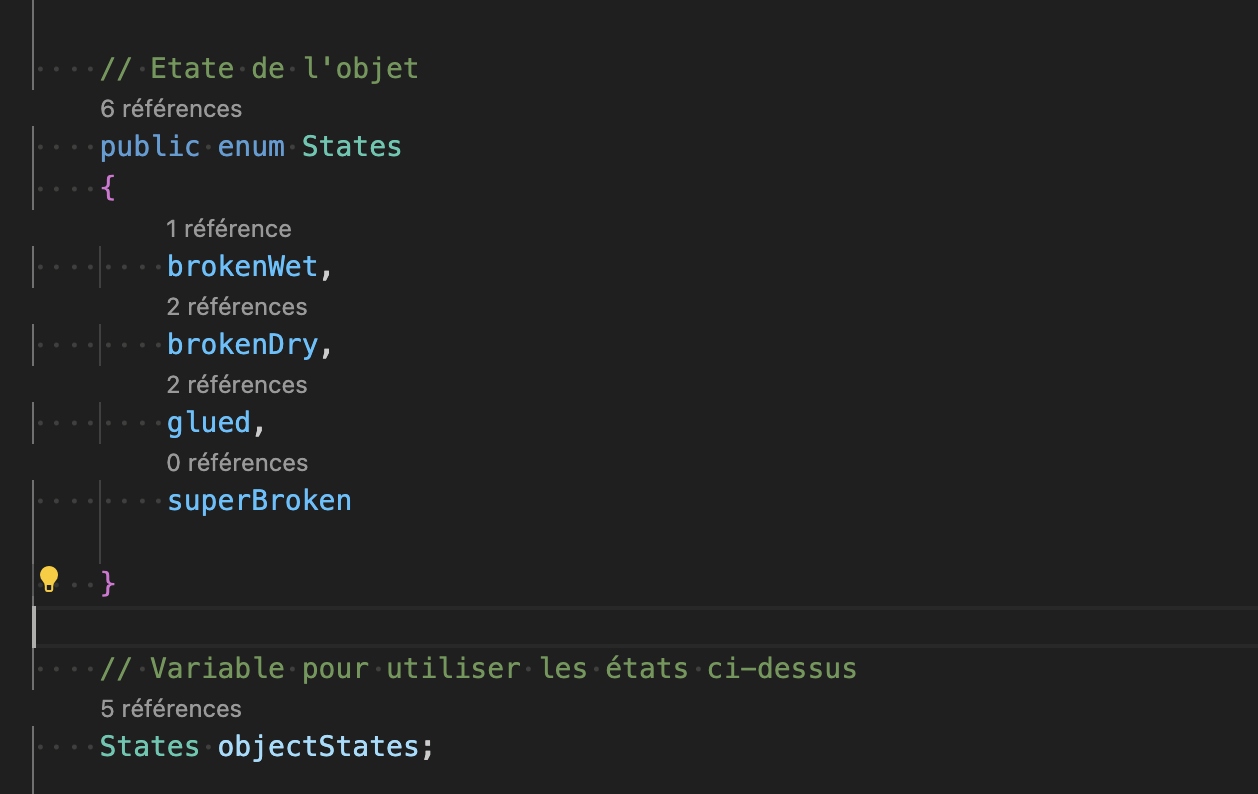 // Etate de l'objet
6 références
public enum States
{
1 référence
brokenWet,
2 références
brokenDry,
2 références
glued,
0 références
superBroken
}
// Variable pour utiliser les états ci-dessus
5 références
States objectStates;